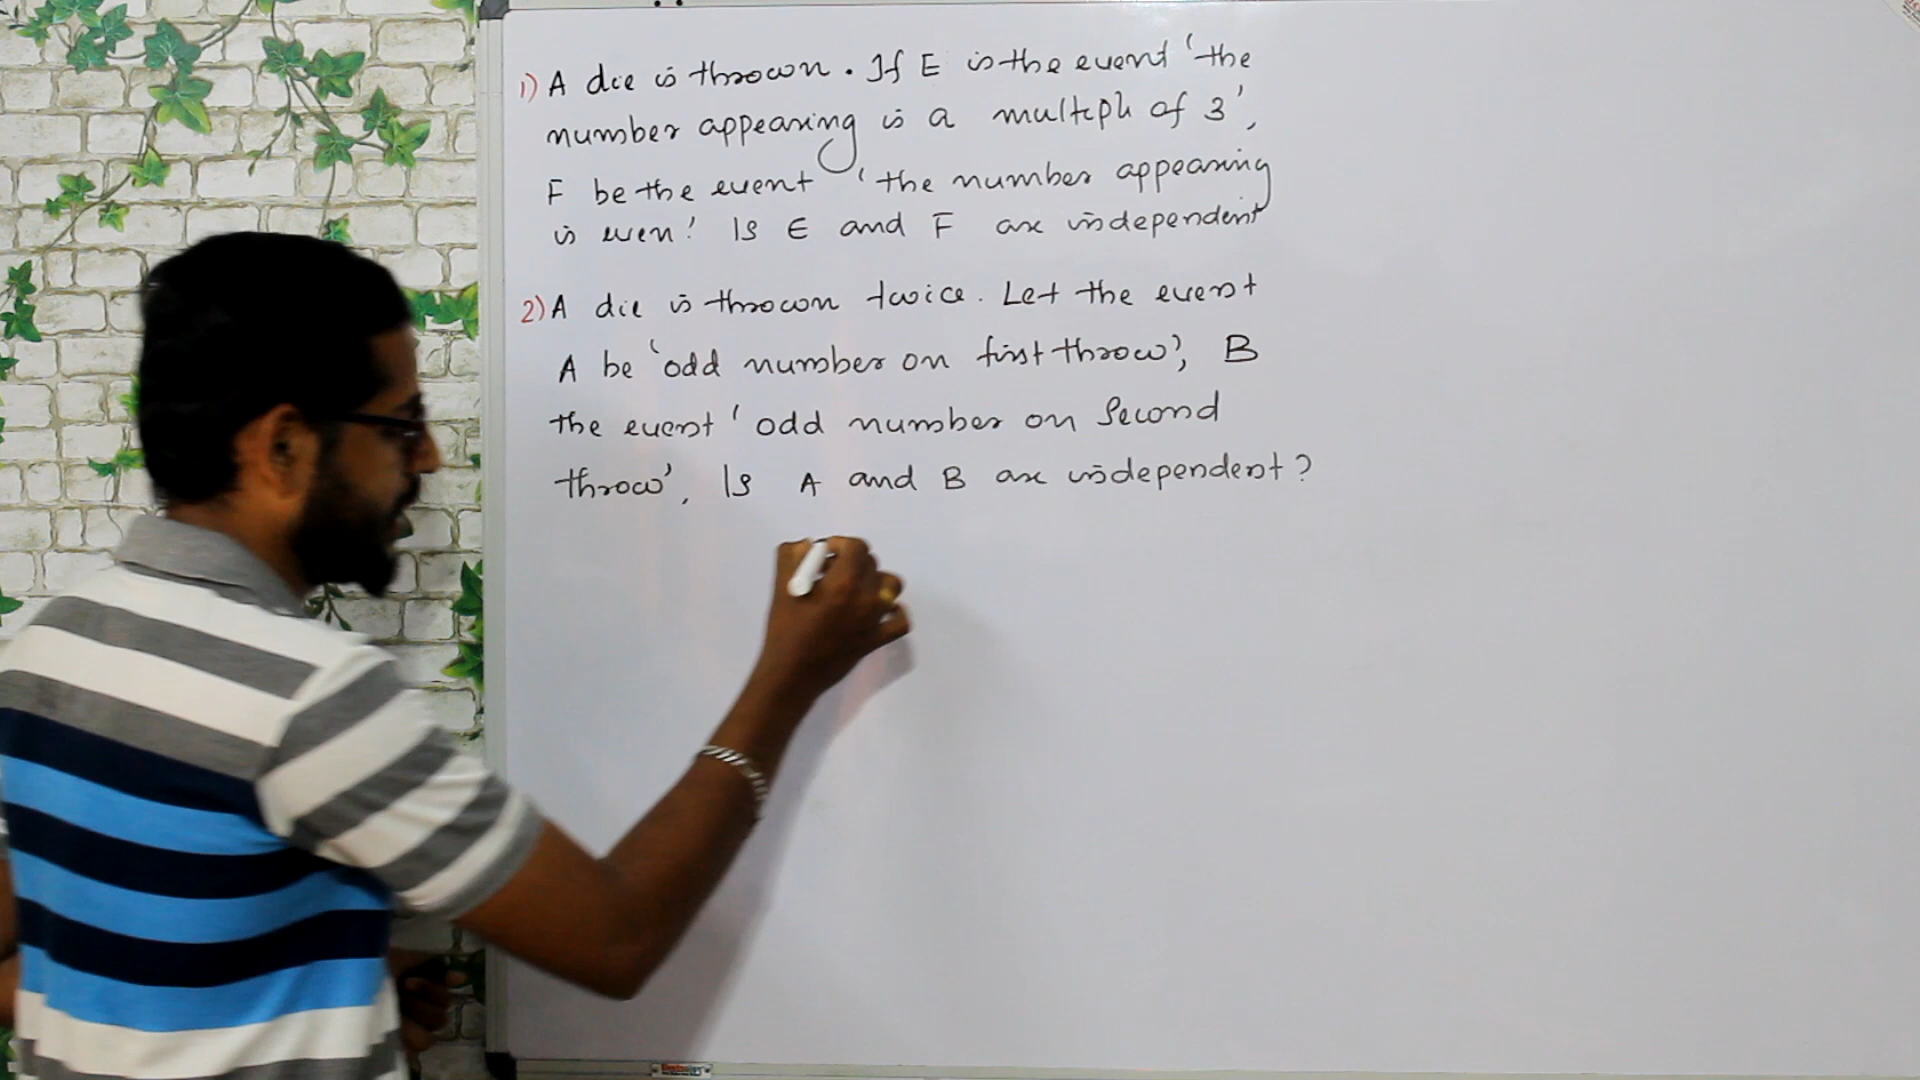 1) A die is thrown. If E is the event 'the
number appearing is a multiple of 3',
F be the event 'the number appearing
is even'. Is E and F are independent
2) A die is thrown twice. Let the event
A be 'odd number on first throw', B
the event 'odd number on Second
throw', Is A and B are independent?